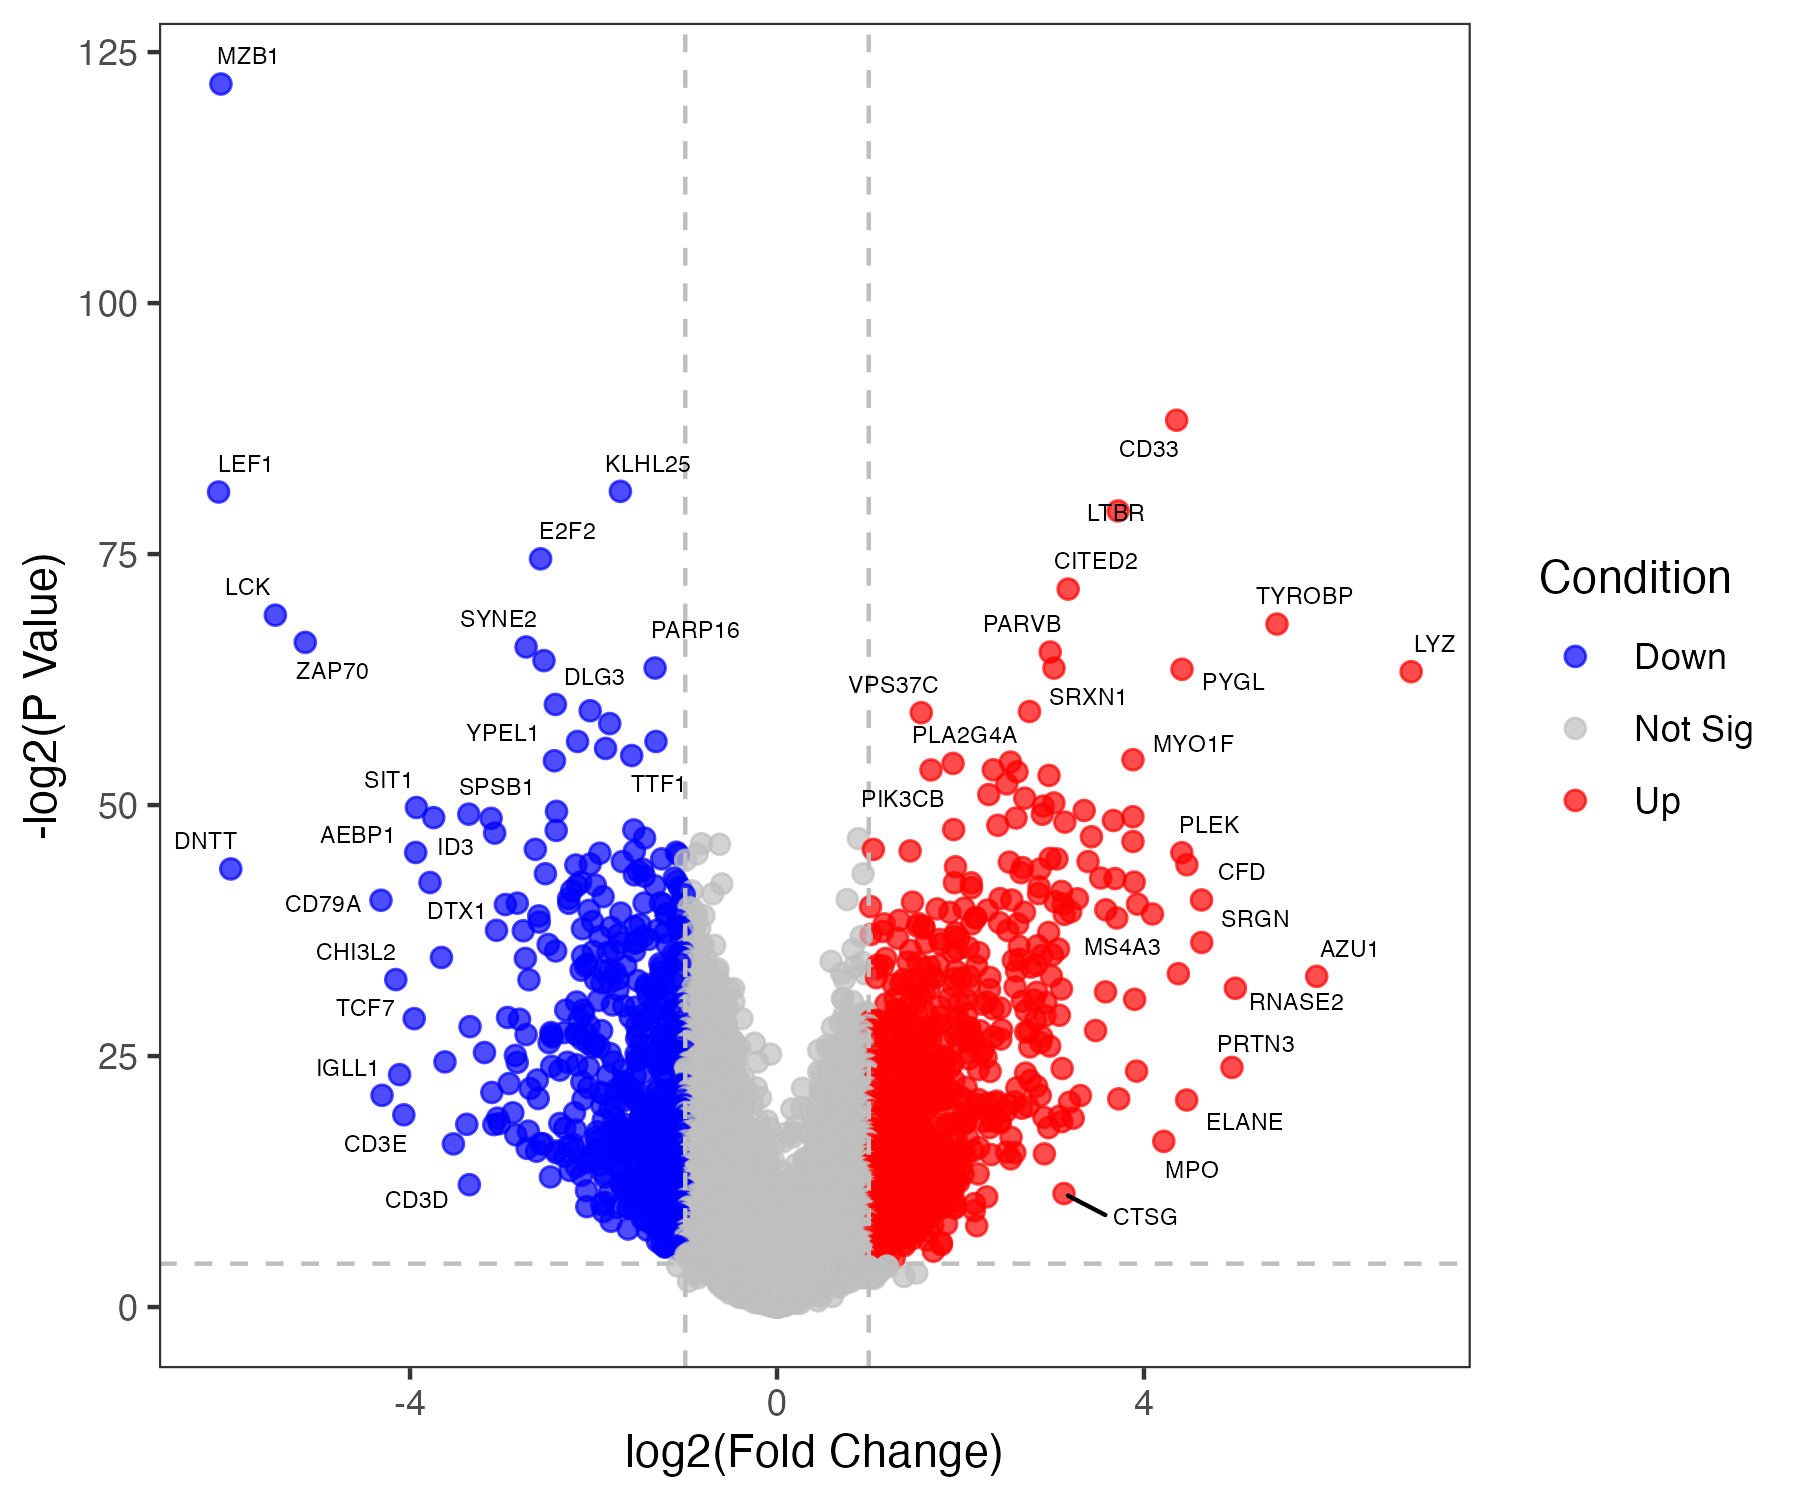 125
MZB1
100
CD33
LEF1
KLHL25
LTBR
E2F2
75
CITED2
LCK
TYROBP
SYNE2
PARP16
PARVB
LYZ
ZAP70
DLG3
VPS37C
SRXN1
PYGL
YPEL1
PLA2G4A
MYO1F
SIT1
SPSB1
TTF1
PIK3CB
50
PLEK
DNTT
AEBP1
ID3
CFD
CD79A
DTX1
SRGN
CHI3L2
MS4A3
AZU1
TCF7
RNASE2
25
PRTN3
IGLL1
ELANE
CD3E
MPO
CD3D
CTSG
0
-4
0
4
log2(Fold Change)
-log2(P Value)
Condition
Down
Not Sig
Up